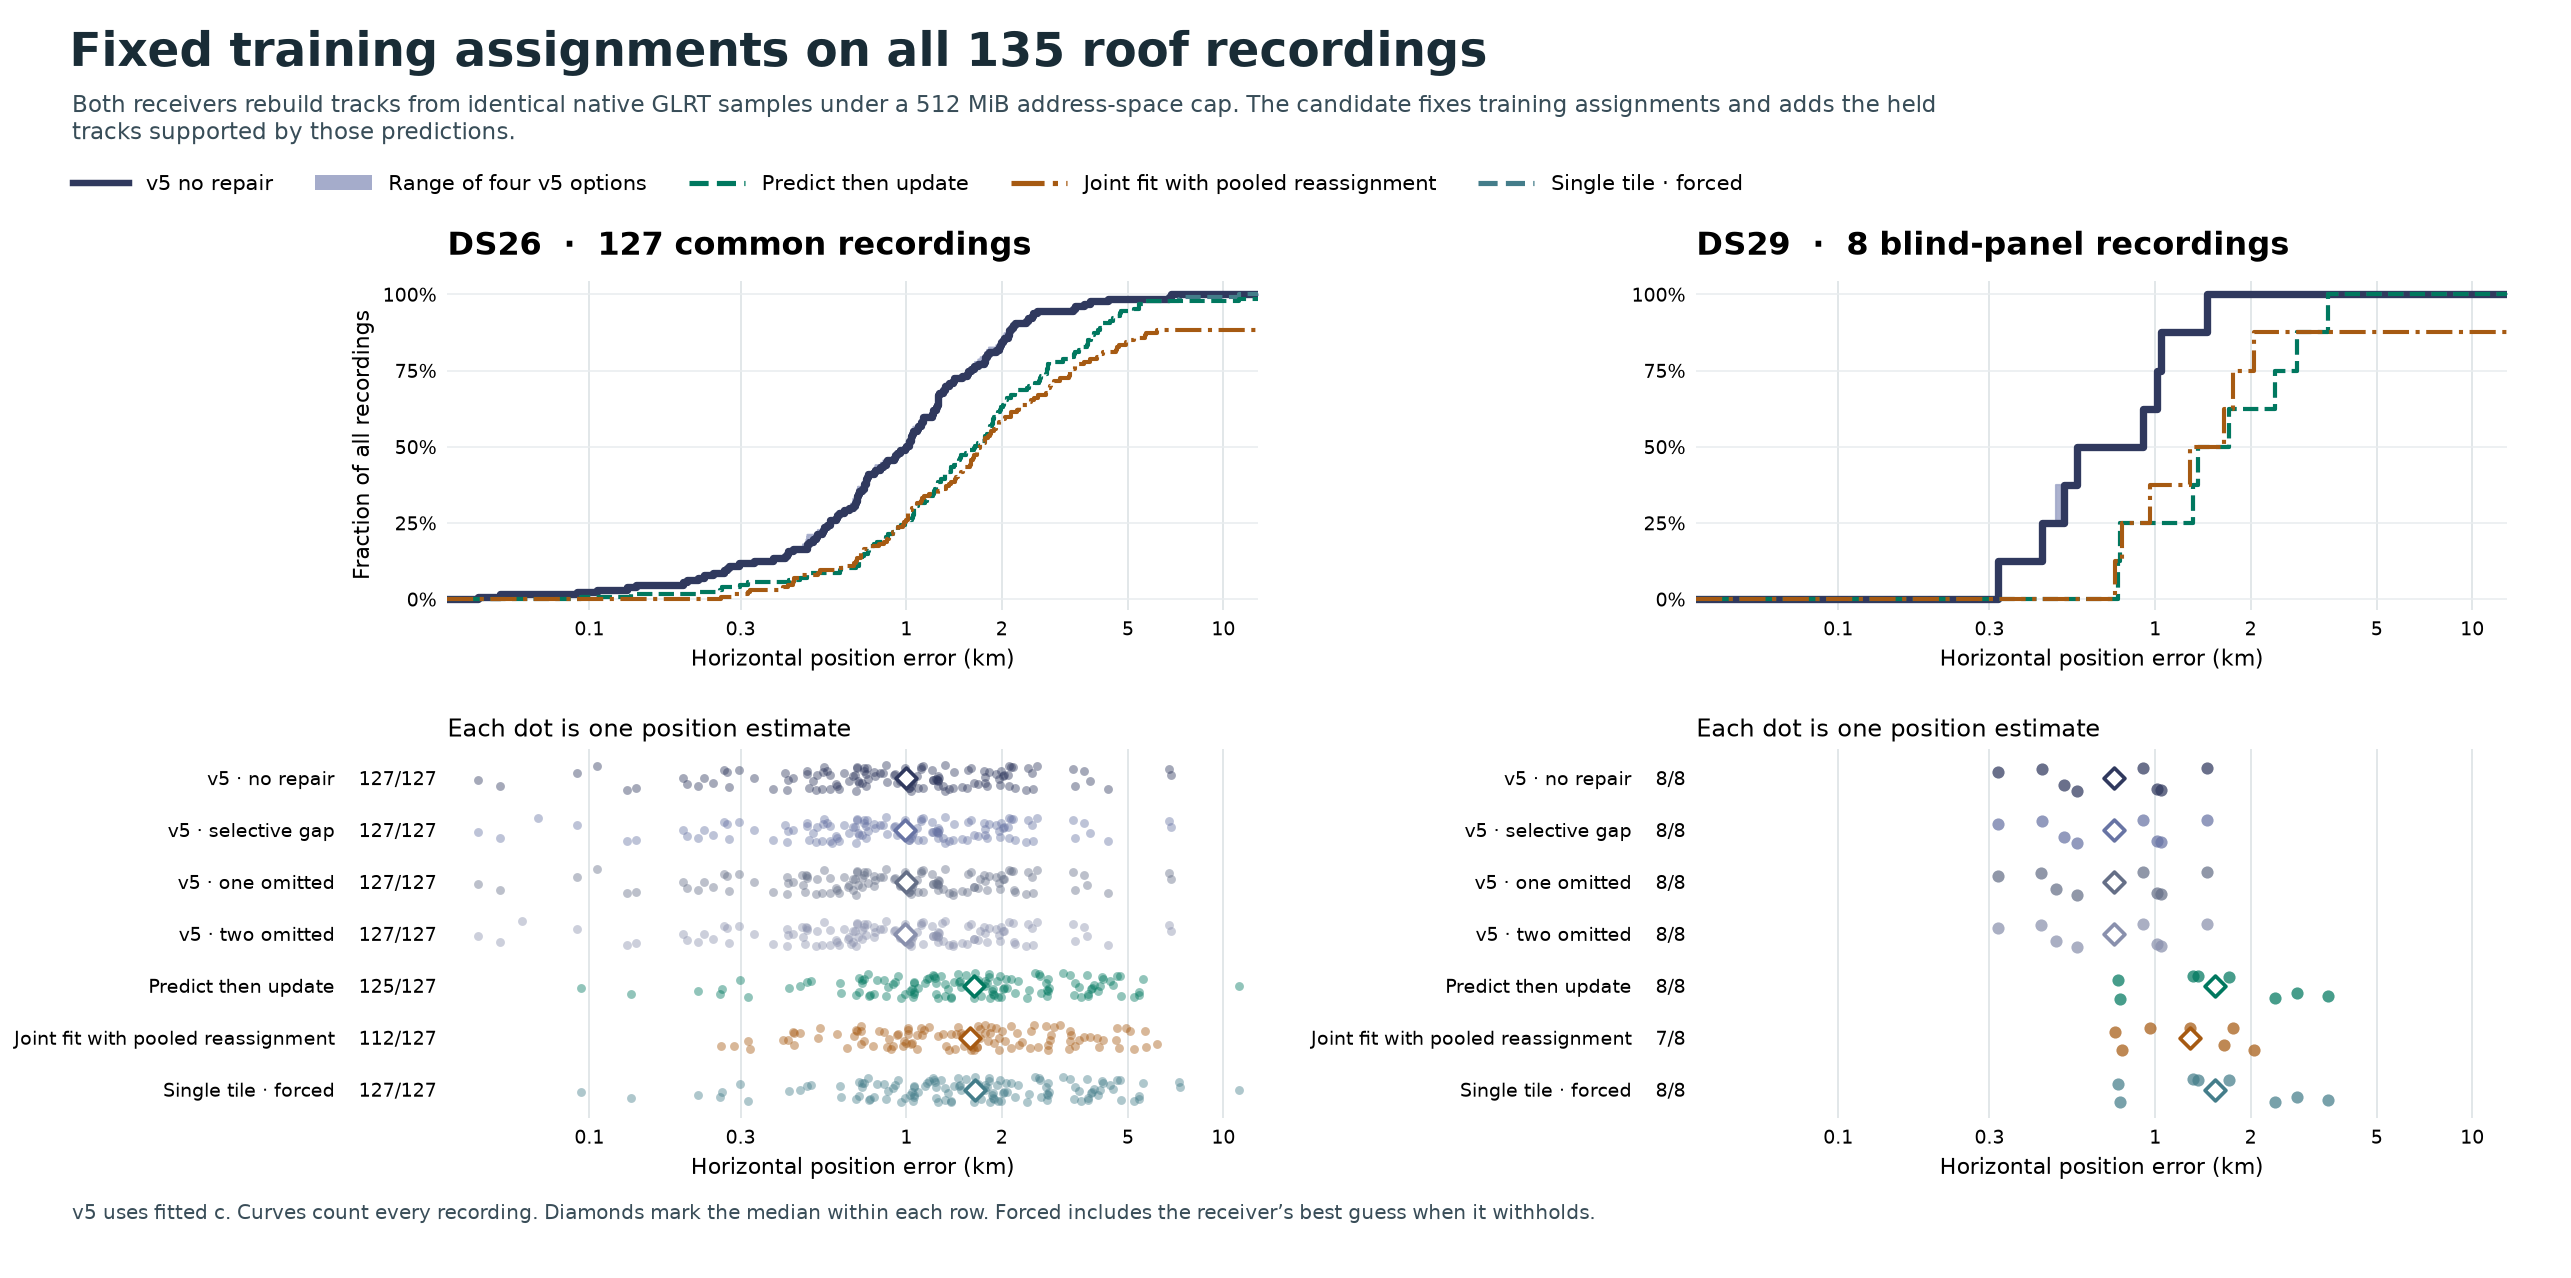 Fixed training assignments on all 135 roof recordings
Both receivers rebuild tracks from identical native GLRT samples under a 512 MiB address-space cap. The candidate fixes training assignments and adds the held
tracks supported by those predictions.
v5 no repair
Range of four v5 options
Predict then update
Joint fit with pooled reassignment
Single tile · forced
DS26 · 127 common recordings
100%
75%
50%
25%
0%
Fraction of all recordings
0.1 0.3 1 2 5 10
Horizontal position error (km)
DS29 · 8 blind-panel recordings
100%
75%
50%
25%
0%
0.1 0.3 1 2 5 10
Horizontal position error (km)
Each dot is one position estimate
v5 · no repair 127/127
v5 · selective gap 127/127
v5 · one omitted 127/127
v5 · two omitted 127/127
Predict then update 125/127
Joint fit with pooled reassignment 112/127
Single tile · forced 127/127
0.1 0.3 1 2 5 10
Horizontal position error (km)
Each dot is one position estimate
v5 · no repair 8/8
v5 · selective gap 8/8
v5 · one omitted 8/8
v5 · two omitted 8/8
Predict then update 8/8
Joint fit with pooled reassignment 7/8
Single tile · forced 8/8
0.1 0.3 1 2 5 10
Horizontal position error (km)
v5 uses fitted c. Curves count every recording. Diamonds mark the median within each row. Forced includes the receiver’s best guess when it withholds.